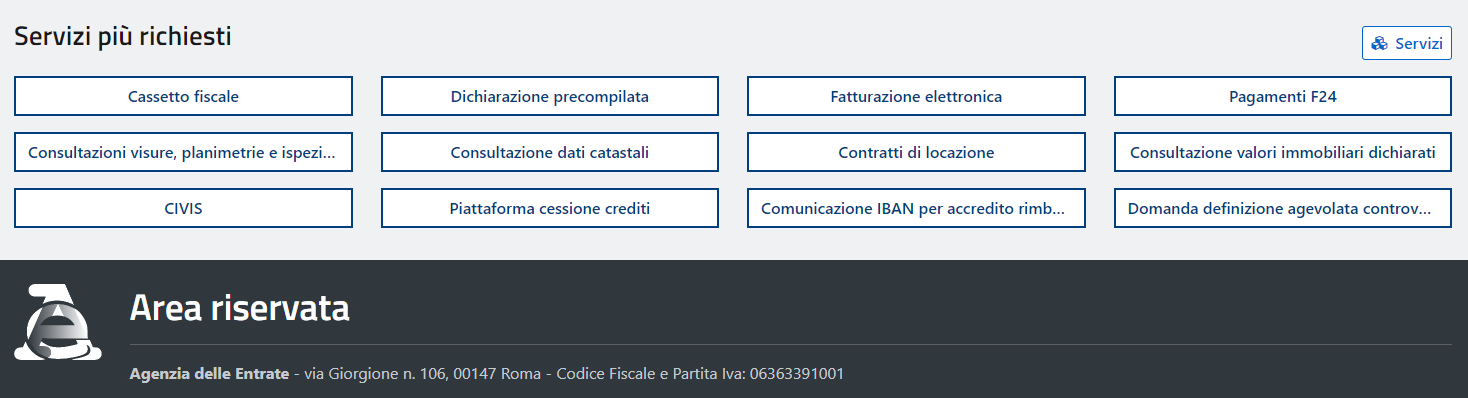 Servizi più richiesti
Servizi
Cassetto fiscale
Dichiarazione precompilata
Fatturazione elettronica
Pagamenti F24
Consultazioni visure, planimetrie e ispezi...
Consultazione dati catastali
Contratti di locazione
Consultazione valori immobiliari dichiarati
CIVIS
Piattaforma cessione crediti
Comunicazione IBAN per accredito rimb...
Domanda definizione agevolata controv...
Area riservata
Agenzia delle Entrate - via Giorgione n. 106, 00147 Roma - Codice Fiscale e Partita Iva: 06363391001